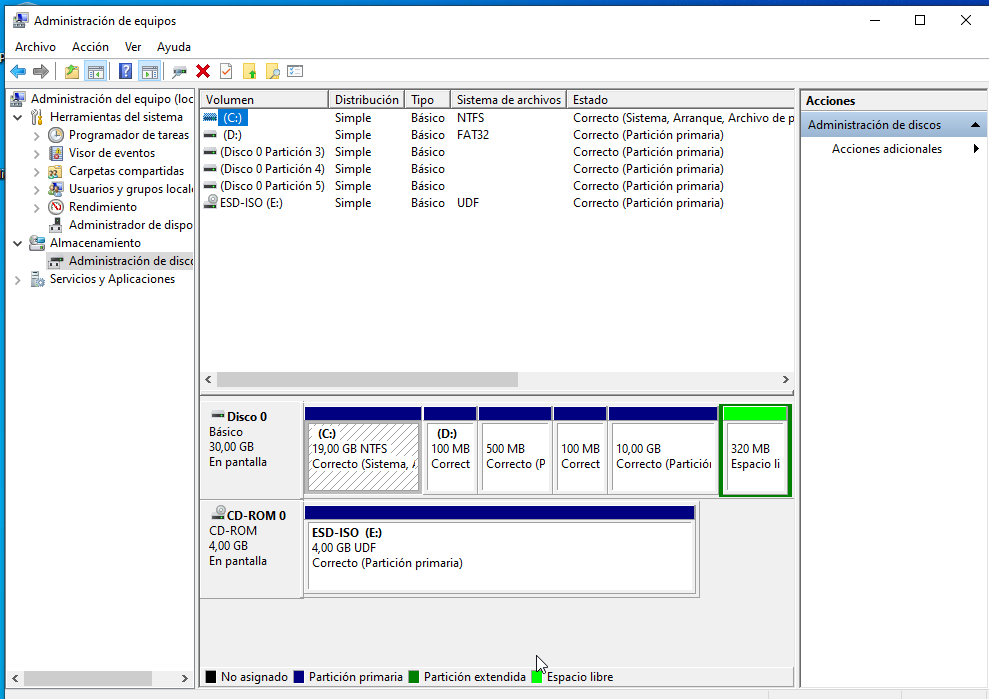 Administración de equipos
Archivo Acción Ver Ayuda
Administración del equipo (loc
Herramientas del sistema
Programador de tareas
Visor de eventos
Carpetas compartidas
Usuarios y grupos locale
Rendimiento
Administrador de dispo
Almacenamiento
Administración de disco
Servicios y Aplicaciones
Volumen Distribución Tipo Sistema de archivos Estado
(C:) Simple Básico NTFS Correcto (Sistema, Arranque, Archivo de p
(D:) Simple Básico FAT32 Correcto (Partición primaria)
(Disco 0 Partición 3) Simple Básico Correcto (Partición primaria)
(Disco 0 Partición 4) Simple Básico Correcto (Partición primaria)
(Disco 0 Partición 5) Simple Básico Correcto (Partición primaria)
ESD-ISO (E:) Simple Básico UDF Correcto (Partición primaria)
Disco 0
Básico
30,00 GB
En pantalla
(C:)
19,00 GB NTFS
Correcto (Sistema, A
(D:)
100 MB
Correct
500 MB
Correcto (P
100 MB
Correct
10,00 GB
Correcto (Partición
320 MB
Espacio li
CD-ROM 0
CD-ROM
4,00 GB
En pantalla
ESD-ISO (E:)
4,00 GB UDF
Correcto (Partición primaria)
No asignado Partición primaria Partición extendida Espacio libre
Acciones
Administración de discos
Acciones adicionales